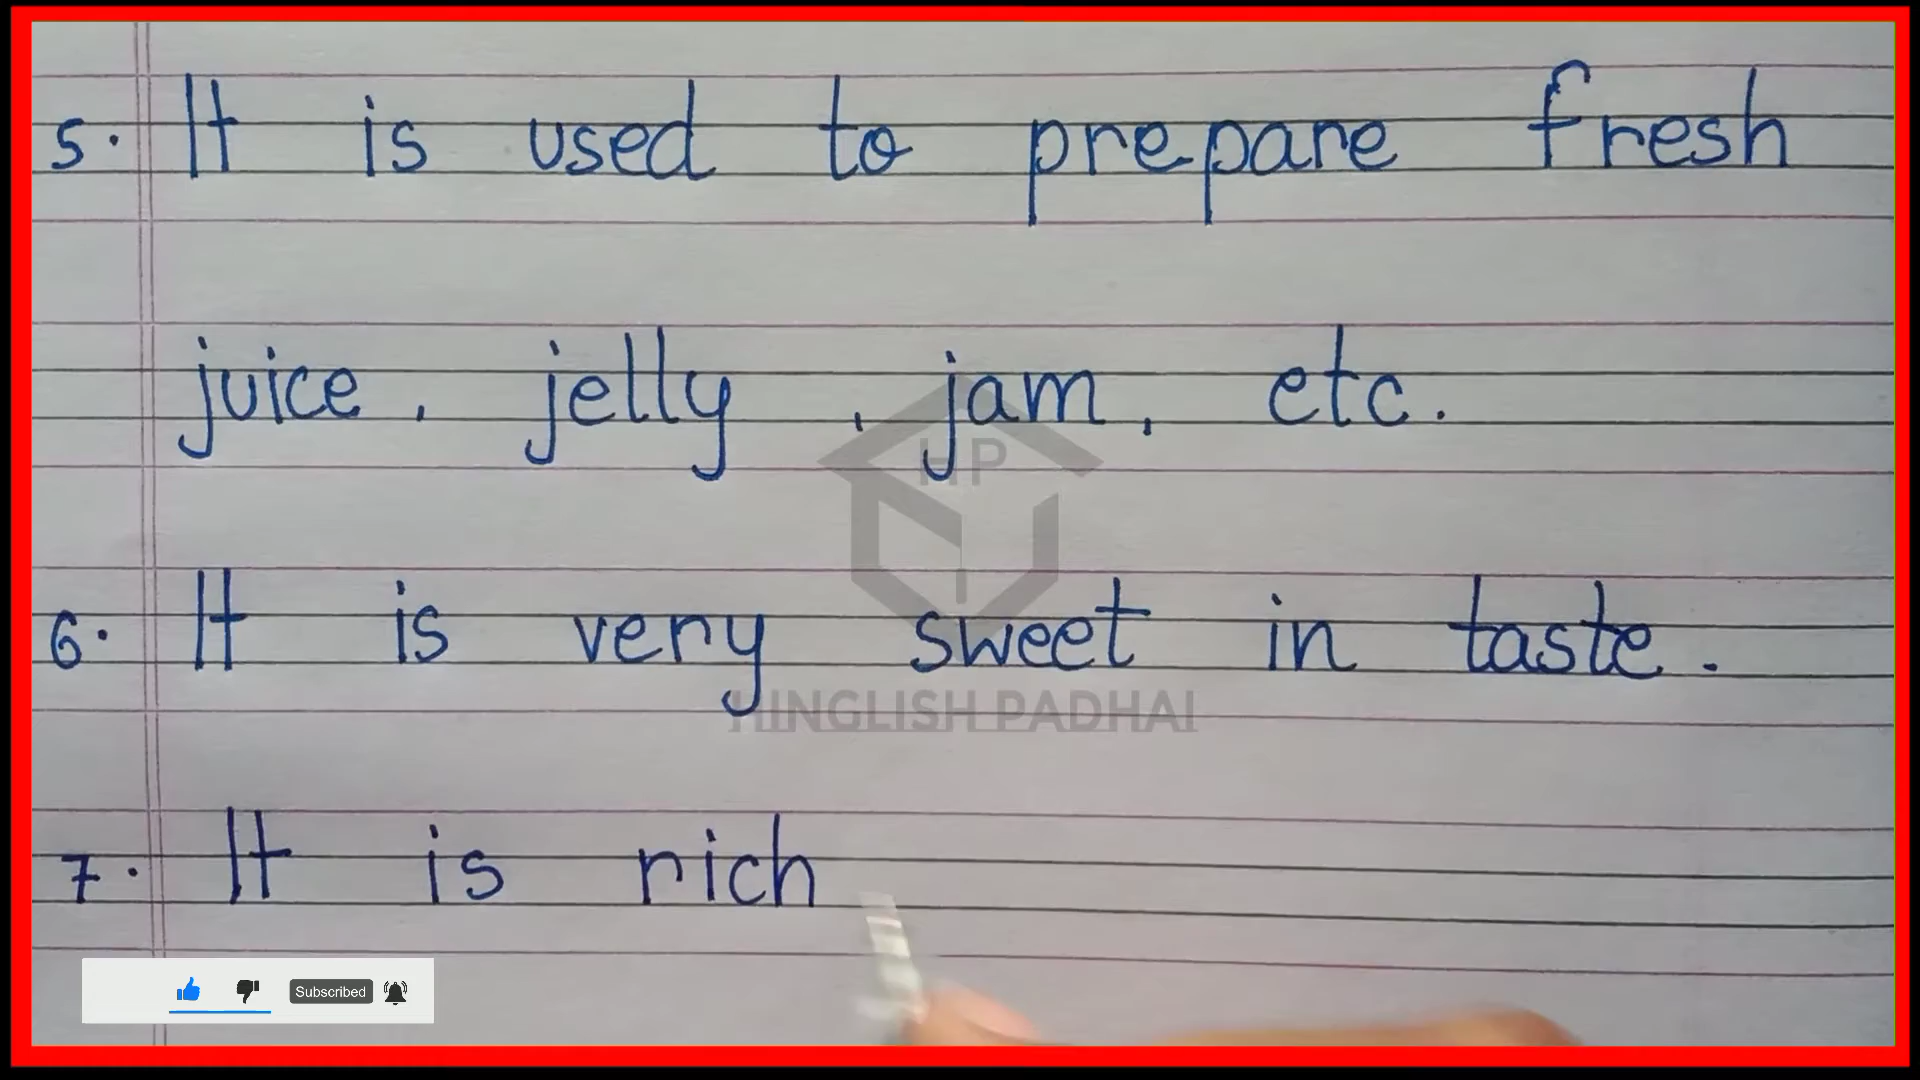 5. It is used to prepare fresh
juice, jelly, jam, etc.
HP
6. It is very sweet in taste.
HINGLISH PADHAI
7. It is rich
Subscribed